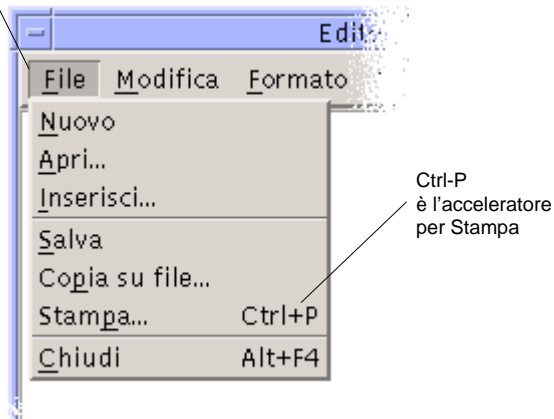 Edit
File Modifica Formato
Nuovo
Apri...
Inserisci...
Salva
Copia su file...
Stampa... Ctrl+P
Chiudi Alt+F4
Ctrl-P
è l'acceleratore
per Stampa